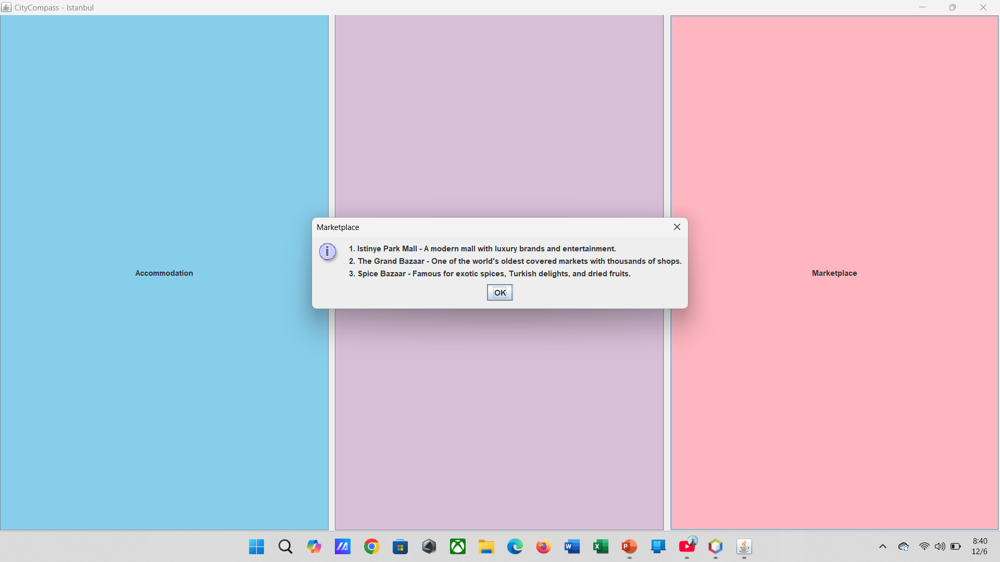 CityCompass - Istanbul
Marketplace
1. Istinye Park Mall - A modern mall with luxury brands and entertainment.
2. The Grand Bazaar - One of the world's oldest covered markets with thousands of shops.
3. Spice Bazaar - Famous for exotic spices, Turkish delights, and dried fruits.
OK
Accommodation
Marketplace
8:40
12/6